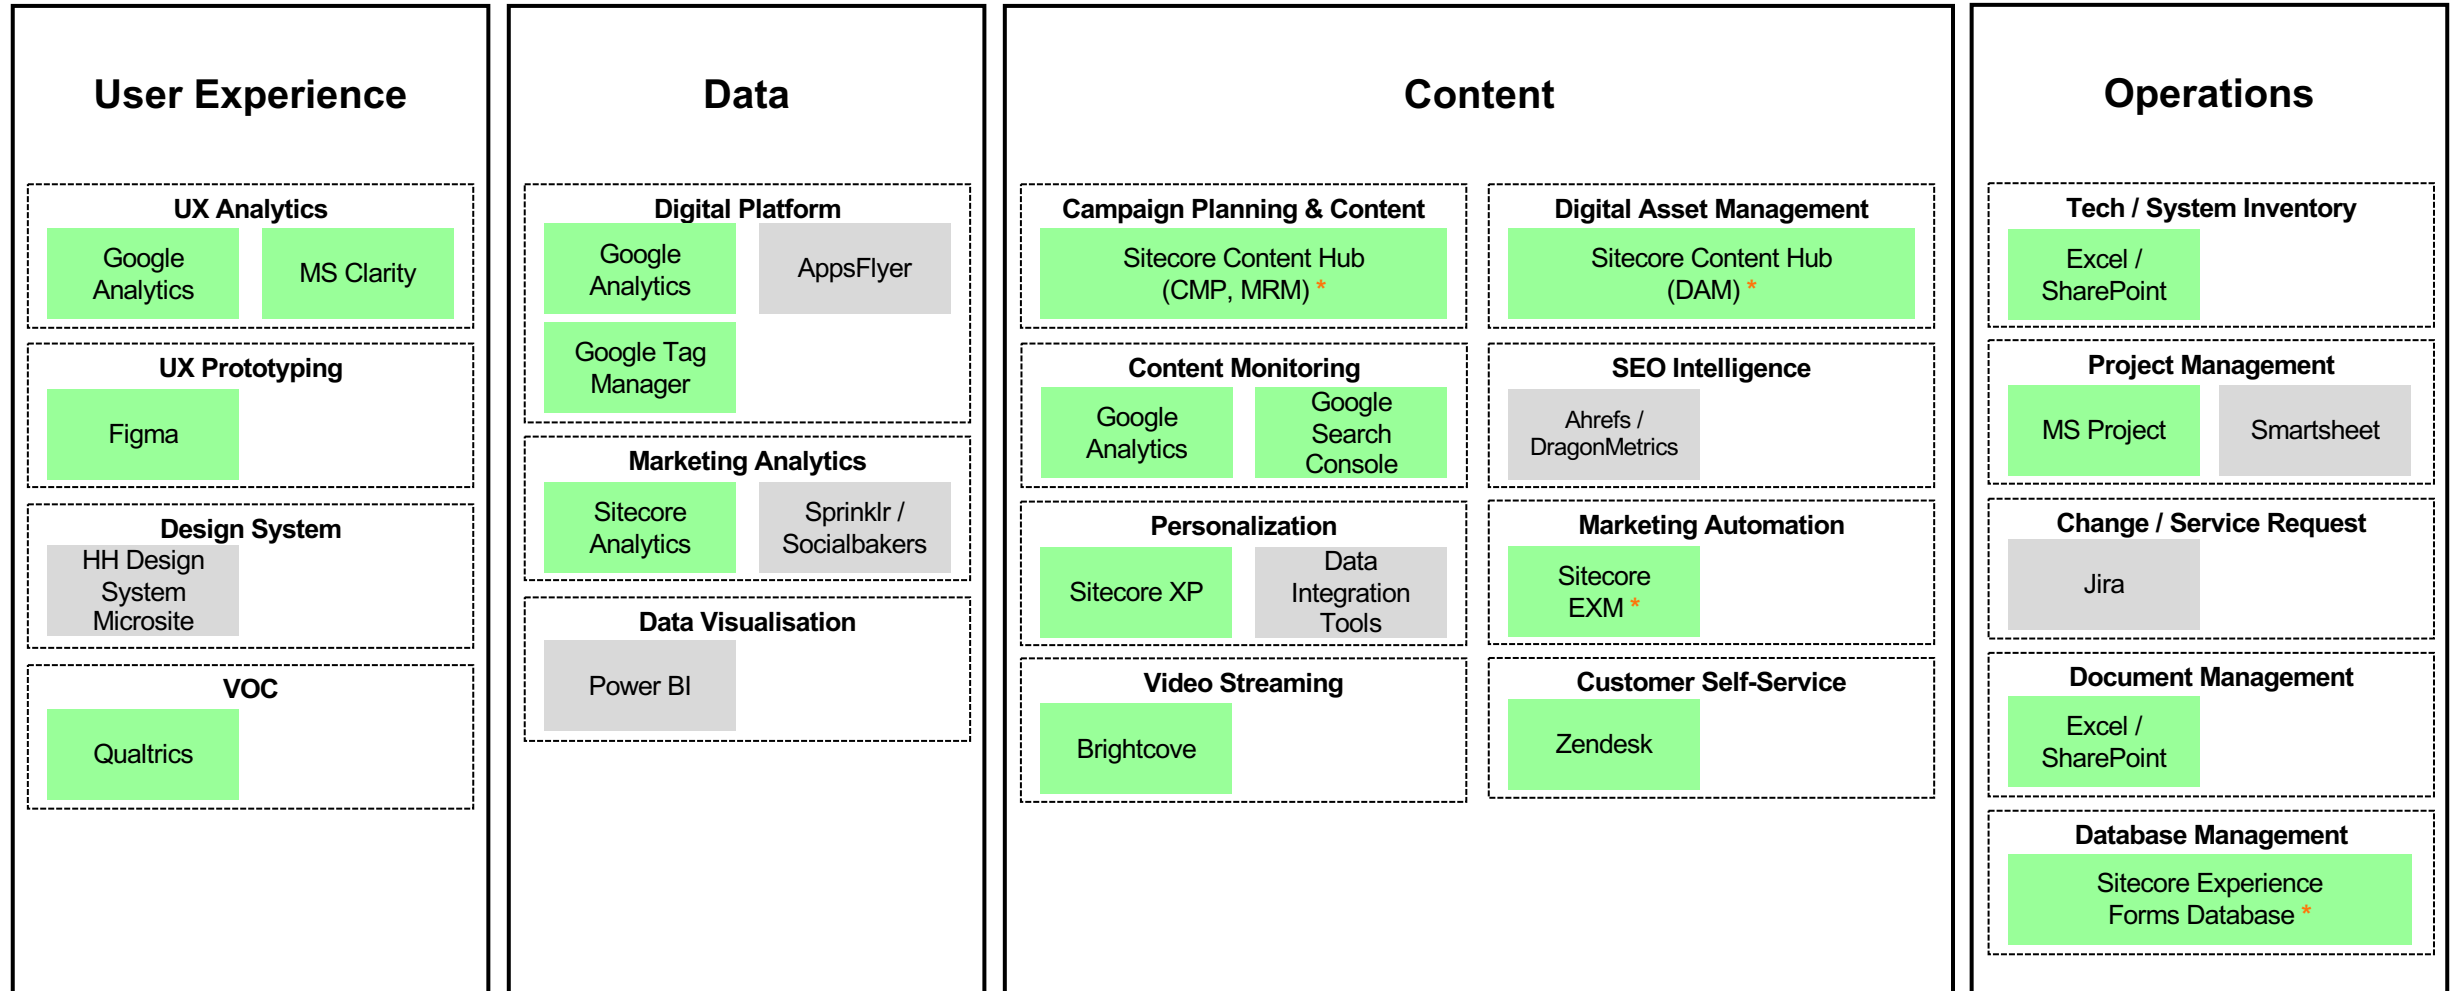 User Experience
UX Analytics
Google
Analytics
MS Clarity
UX Prototyping
Figma
Design System
HH Design
System
Microsite
VOC
Qualtrics
Data
Digital Platform
Google
Analytics
AppsFlyer
Google Tag
Manager
Marketing Analytics
Sitecore
Analytics
Sprinklr /
Socialbakers
Data Visualisation
Power BI
Content
Campaign Planning & Content
Sitecore Content Hub
(CMP, MRM) *
Digital Asset Management
Sitecore Content Hub
(DAM) *
Content Monitoring
Google
Analytics
Google
Search
Console
SEO Intelligence
Ahrefs /
DragonMetrics
Personalization
Sitecore XP
Data
Integration
Tools
Marketing Automation
Sitecore
EXM *
Video Streaming
Brightcove
Customer Self-Service
Zendesk
Operations
Tech / System Inventory
Excel /
SharePoint
Project Management
MS Project
Smartsheet
Change / Service Request
Jira
Document Management
Excel /
SharePoint
Database Management
Sitecore Experience
Forms Database *